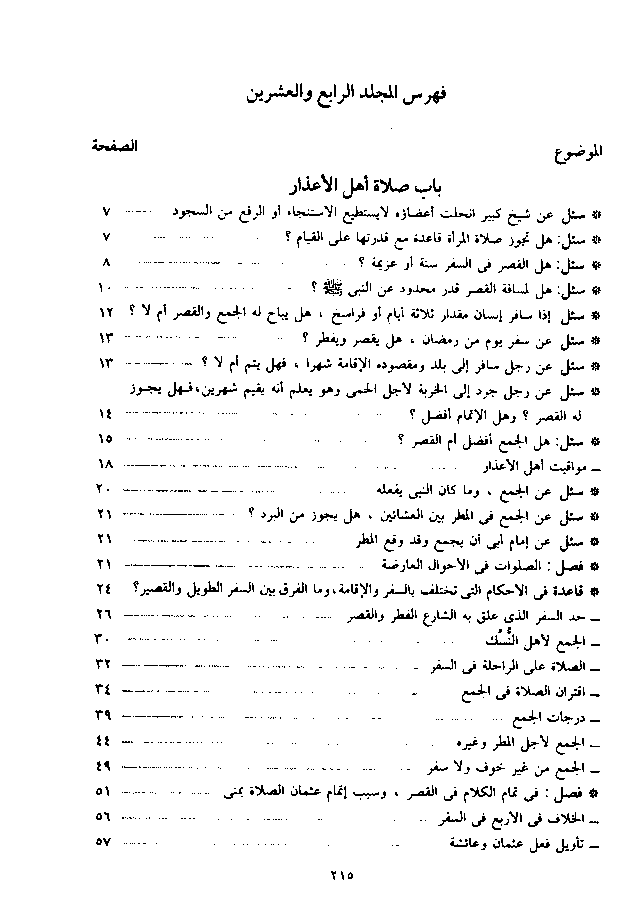 فهرس المجلد الرابع والعشرين
الموضوع الصفحة
باب صلاة أهل الأعذار
* سئل عن شيخ كبير انحلت أعضاؤه لايستطيع الاستنجاء أو الرفع من السجود ...... ٧
* سئل: هل تجوز صلاة المرأة قاعدة مع قدرتها على القيام ؟ ...... ٧
* سئل: هل القصر فى السفر سنة أو عزيمة ؟ ...... ٨
* سئل: هل لمسافة القصر قدر محدود عن النبى ﷺ ؟ ...... ١٠
* سئل إذا سافر إنسان مقدار ثلاثة أيام أو فراسخ ، هل يباح له الجمع والقصر أم لا ؟ ١٢
* سئل عن سفر يوم من رمضان ، هل يقصر ويفطر ؟ ...... ١٣
* سئل عن رجل سافر إلى بلد ومقصوده الإقامة شهرا ، فهل يتم أم لا ؟ ...... ١٣
* سئل عن رجل جرد إلى الخربة لأجل الحمى وهو يعلم أنه يقيم شهرين، فهل يجوز
له القصر ؟ وهل الإتمام أفضل ؟ ...... ١٤
* سئل: هل الجمع أفضل أم القصر ؟ ...... ١٥
ــ مواقيت أهل الأعذار ...... ١٨
* سئل عن الجمع ، وما كان النبى يفعله ...... ٢٠
* سئل عن الجمع فى المطر بين العشائين ، هل يجوز من البرد ؟ ...... ٢١
* سئل عن إمام أبى أن يجمع وقد وقع المطر ...... ٢١
* فصل : الصلوات فى الأحوال العارضة ...... ٢١
* قاعدة فى الأحكام التى تختلف بالسفر والإقامة، وما الفرق بين السفر الطويل والقصير؟ ٢٤
ــ حد السفر الذى علق به الشارع الفطر والقصر ...... ٢٦
ــ الجمع لأهل النُّسُك ...... ٣٠
ــ الصلاة على الراحلة فى السفر ...... ٣٢
ــ اقتران الصلاة فى الجمع ...... ٣٤
ــ درجات الجمع ...... ٣٩
ــ الجمع لأجل المطر وغيره ...... ٤٤
ــ الجمع من غير خوف ولا سفر ...... ٤٩
* فصل : فى تمام الكلام فى القصر ، وسبب إتمام عثمان الصلاة بمنى ...... ٥١
ــ الخلاف فى الأربع فى السفر ...... ٥٦
ــ تأويل فعل عثمان وعائشة ...... ٥٧
٢١٥